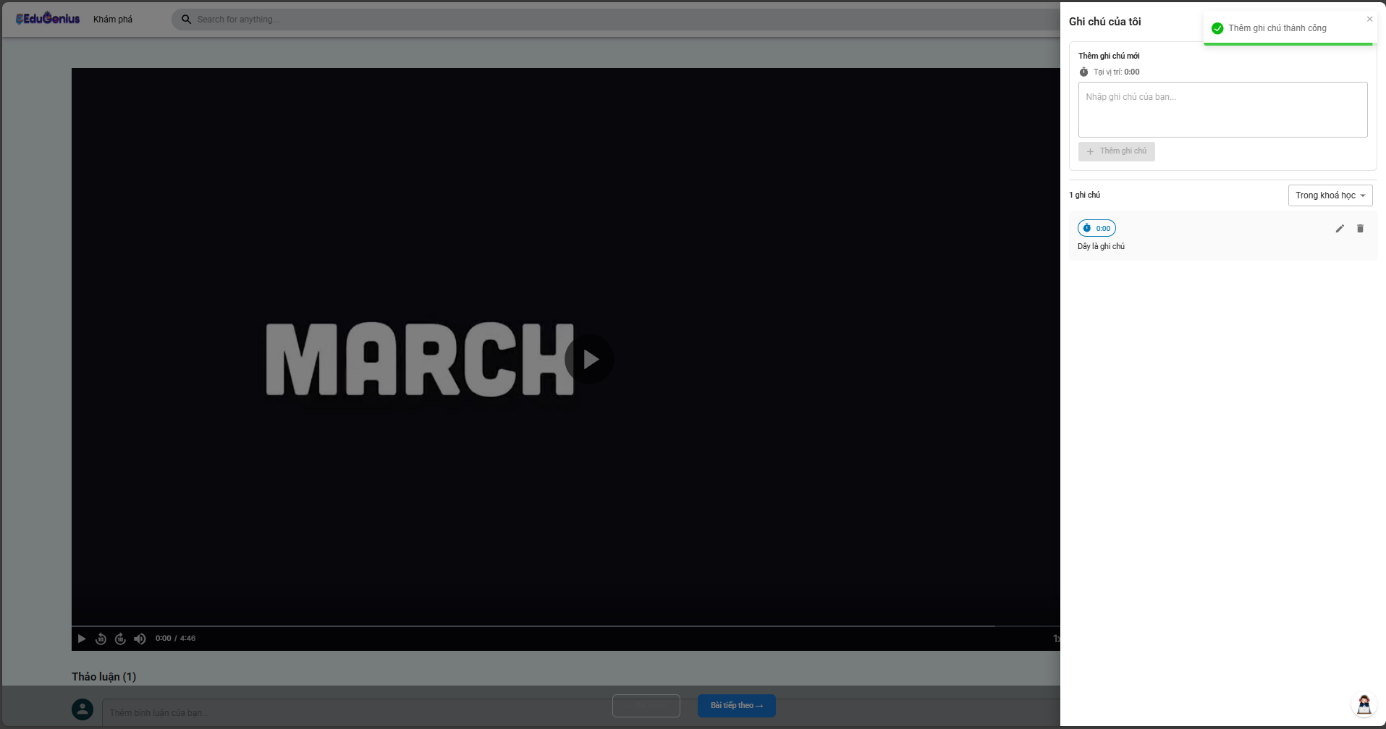 EduGenius Khám phá Search for anything...
MARCH
0:00 / 4:46
Thảo luận (1)
Thêm bình luận của bạn...
Bài tiếp theo →
Ghi chú của tôi
Thêm ghi chú thành công
Thêm ghi chú mới
Tại vị trí: 0:00
Nhập ghi chú của bạn...
+ Thêm ghi chú
1 ghi chú
Trong khoá học
0:00
Dây là ghi chú